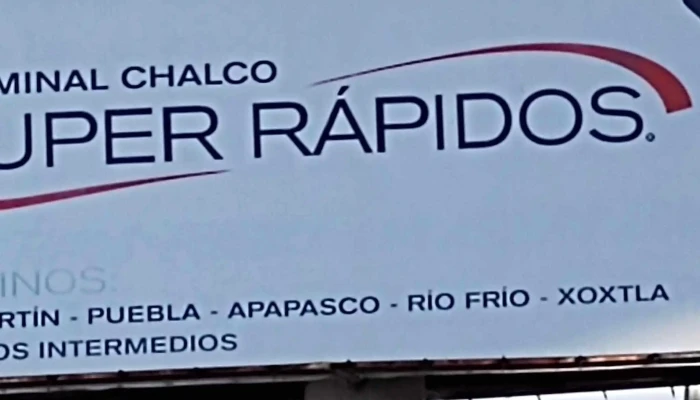 MINAL CHALCO
UPER RÁPIDOS
INOS:
RTÍN - PUEBLA - APAPASCO - RÍO FRÍO - XOXTLA
OS INTERMEDIOS